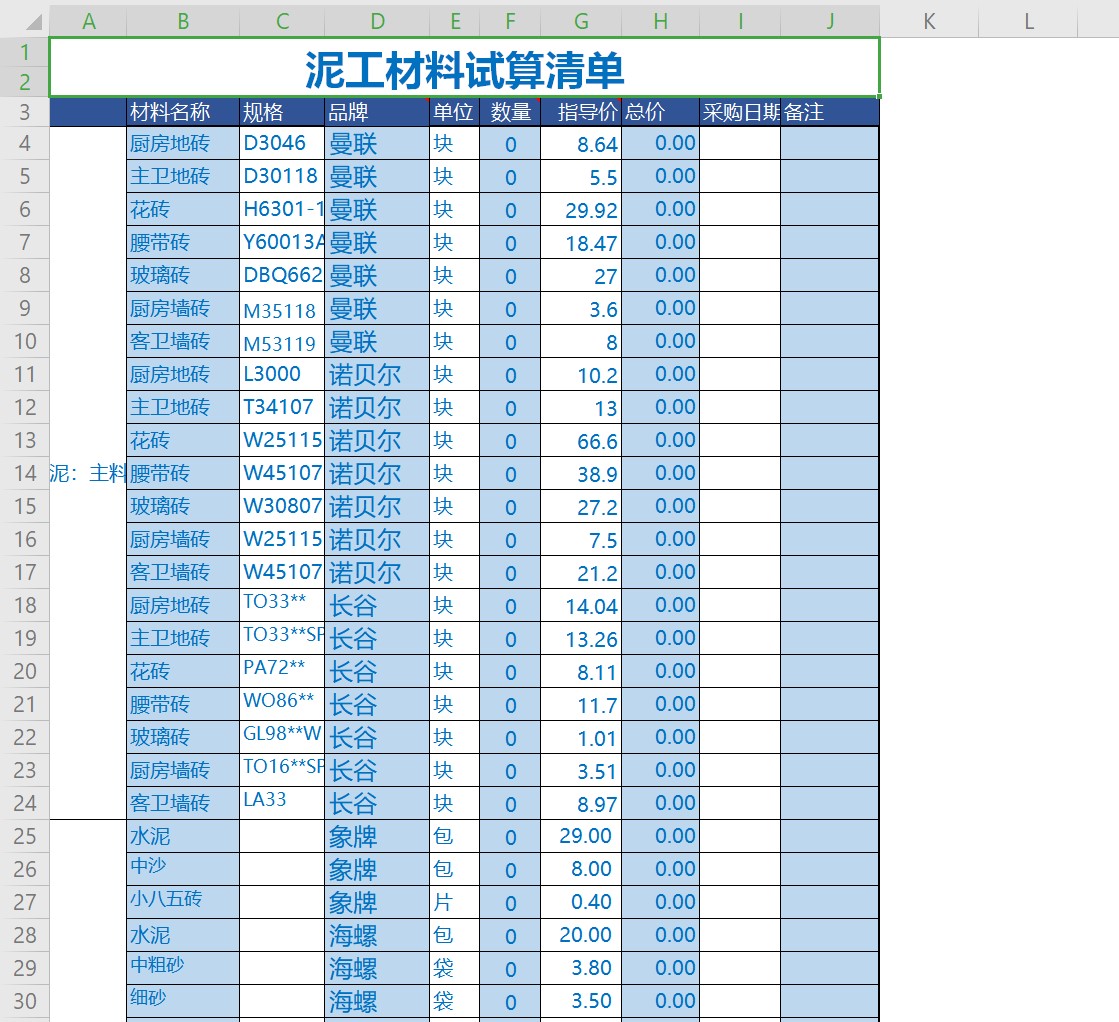 A B C D E F G H I J K L
1
2 泥工材料试算清单
3 材料名称 规格 品牌 单位 数量 指导价 总价 采购日期 备注
4 厨房地砖 D3046 曼联 块 0 8.64 0.00
5 主卫地砖 D30118 曼联 块 0 5.5 0.00
6 花砖 H6301-1 曼联 块 0 29.92 0.00
7 腰带砖 Y60013A 曼联 块 0 18.47 0.00
8 玻璃砖 DBQ662 曼联 块 0 27 0.00
9 厨房墙砖 M35118 曼联 块 0 3.6 0.00
10 客卫墙砖 M53119 曼联 块 0 8 0.00
11 厨房地砖 L3000 诺贝尔 块 0 10.2 0.00
12 主卫地砖 T34107 诺贝尔 块 0 13 0.00
13 花砖 W25115 诺贝尔 块 0 66.6 0.00
14 泥：主料 腰带砖 W45107 诺贝尔 块 0 38.9 0.00
15 玻璃砖 W30807 诺贝尔 块 0 27.2 0.00
16 厨房墙砖 W25115 诺贝尔 块 0 7.5 0.00
17 客卫墙砖 W45107 诺贝尔 块 0 21.2 0.00
18 厨房地砖 TO33** 长谷 块 0 14.04 0.00
19 主卫地砖 TO33**SP 长谷 块 0 13.26 0.00
20 花砖 PA72** 长谷 块 0 8.11 0.00
21 腰带砖 WO86** 长谷 块 0 11.7 0.00
22 玻璃砖 GL98**W 长谷 块 0 1.01 0.00
23 厨房墙砖 TO16**SP 长谷 块 0 3.51 0.00
24 客卫墙砖 LA33 长谷 块 0 8.97 0.00
25 水泥 象牌 包 0 29.00 0.00
26 中沙 象牌 包 0 8.00 0.00
27 小八五砖 象牌 片 0 0.40 0.00
28 水泥 海螺 包 0 20.00 0.00
29 中粗砂 海螺 袋 0 3.80 0.00
30 细砂 海螺 袋 0 3.50 0.00